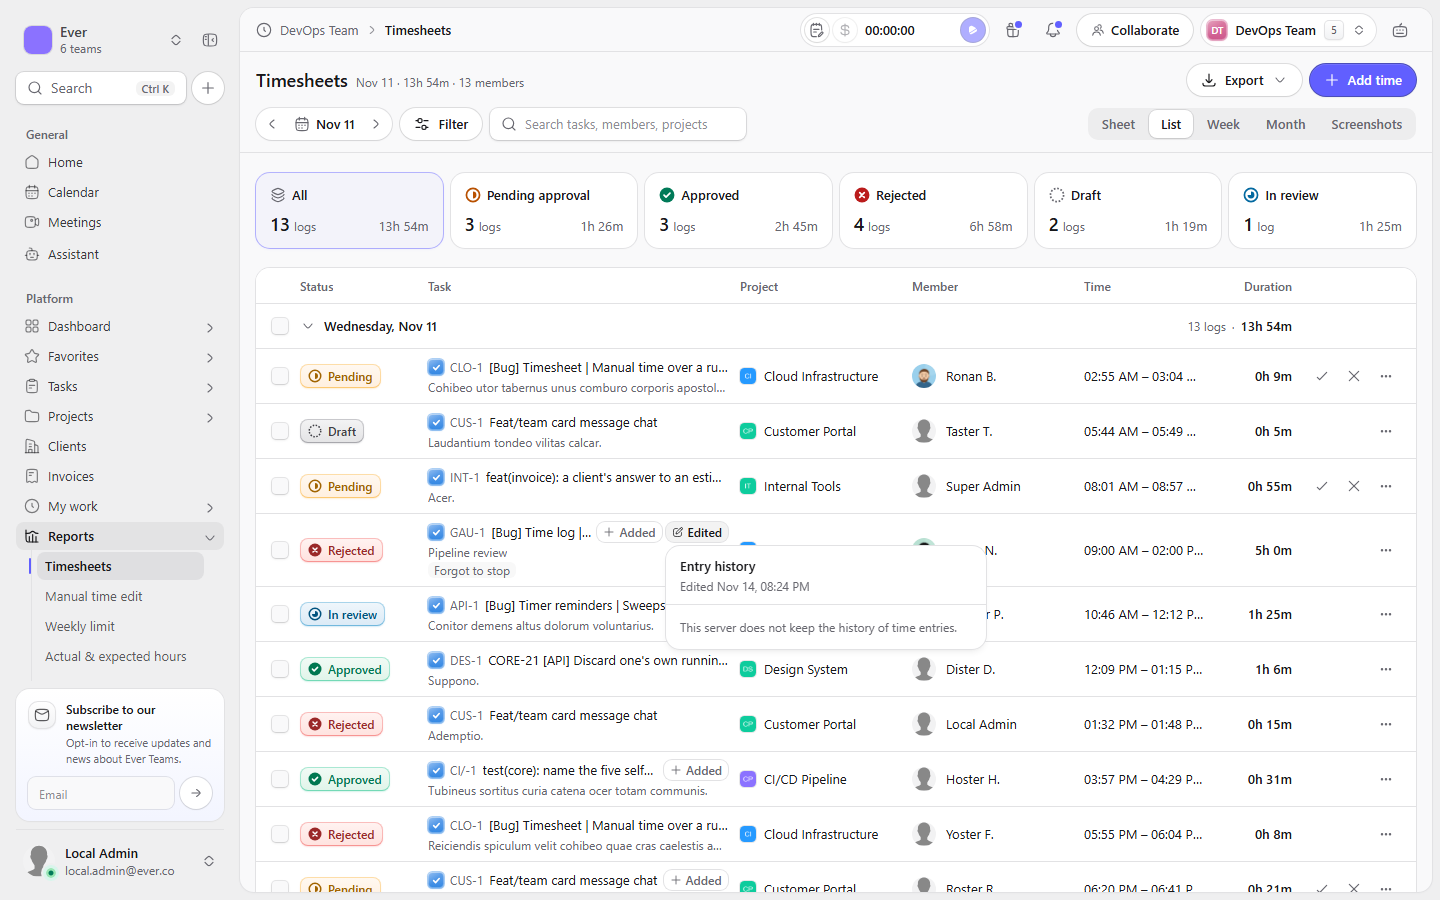 Ever
6 teams
Search
Ctrl K
General
Home
Calendar
Meetings
Assistant
Platform
Dashboard
Favorites
Tasks
Projects
Clients
Invoices
My work
Reports
Timesheets
Manual time edit
Weekly limit
Actual & expected hours
Subscribe to our newsletter
Opt-in to receive updates and news about Ever Teams.
Email
Local Admin
local.admin@ever.co
DevOps Team
Timesheets
00:00:00
Collaborate
DT
DevOps Team
5
Timesheets
Nov 11 · 13h 54m · 13 members
Export
Add time
Nov 11
Filter
Search tasks, members, projects
Sheet
List
Week
Month
Screenshots
All
13 logs
13h 54m
Pending approval
3 logs
1h 26m
Approved
3 logs
2h 45m
Rejected
4 logs
6h 58m
Draft
2 logs
1h 19m
In review
1 log
1h 25m
Status
Task
Project
Member
Time
Duration
Wednesday, Nov 11
13 logs · 13h 54m
Pending
CLO-1 [Bug] Timesheet | Manual time over a ru...
Cohibeo utor tabernus unus comburo corporis apostol...
CI
Cloud Infrastructure
Ronan B.
02:55 AM – 03:04 ...
0h 9m
Draft
CUS-1 Feat/team card message chat
Laudantium tondeo vilitas calcar.
CP
Customer Portal
Taster T.
05:44 AM – 05:49 ...
0h 5m
Pending
INT-1 feat(invoice): a client's answer to an esti...
Acer.
IT
Internal Tools
Super Admin
08:01 AM – 08:57 ...
0h 55m
Rejected
GAU-1 [Bug] Time log |...
Added
Edited
Pipeline review
Forgot to stop
N.
09:00 AM – 02:00 P...
5h 0m
Entry history
Edited Nov 14, 08:24 PM
This server does not keep the history of time entries.
In review
API-1 [Bug] Timer reminders | Sweeps
Conitor demens altus dolorum voluntarius.
r P.
10:46 AM – 12:12 P...
1h 25m
Approved
DES-1 CORE-21 [API] Discard one's own runnin...
Suppono.
DS
Design System
Dister D.
12:09 PM – 01:15 P...
1h 6m
Rejected
CUS-1 Feat/team card message chat
Ademptio.
CP
Customer Portal
Local Admin
01:32 PM – 01:48 P...
0h 15m
Approved
CI/-1 test(core): name the five self...
Added
Tubineus sortitus curia catena ocer totam communis.
CP
CI/CD Pipeline
Hoster H.
03:57 PM – 04:29 P...
0h 31m
Rejected
CLO-1 [Bug] Timesheet | Manual time over a ru...
Reiciendis spiculum velit cohibeo quae cras caelestis a...
CI
Cloud Infrastructure
Yoster F.
05:55 PM – 06:04 P...
0h 8m
Pending
CUS-1 Feat/team card message chat
Added
CP
Customer Portal
Roster R.
06:20 PM – 06:41 P...
0h 21m